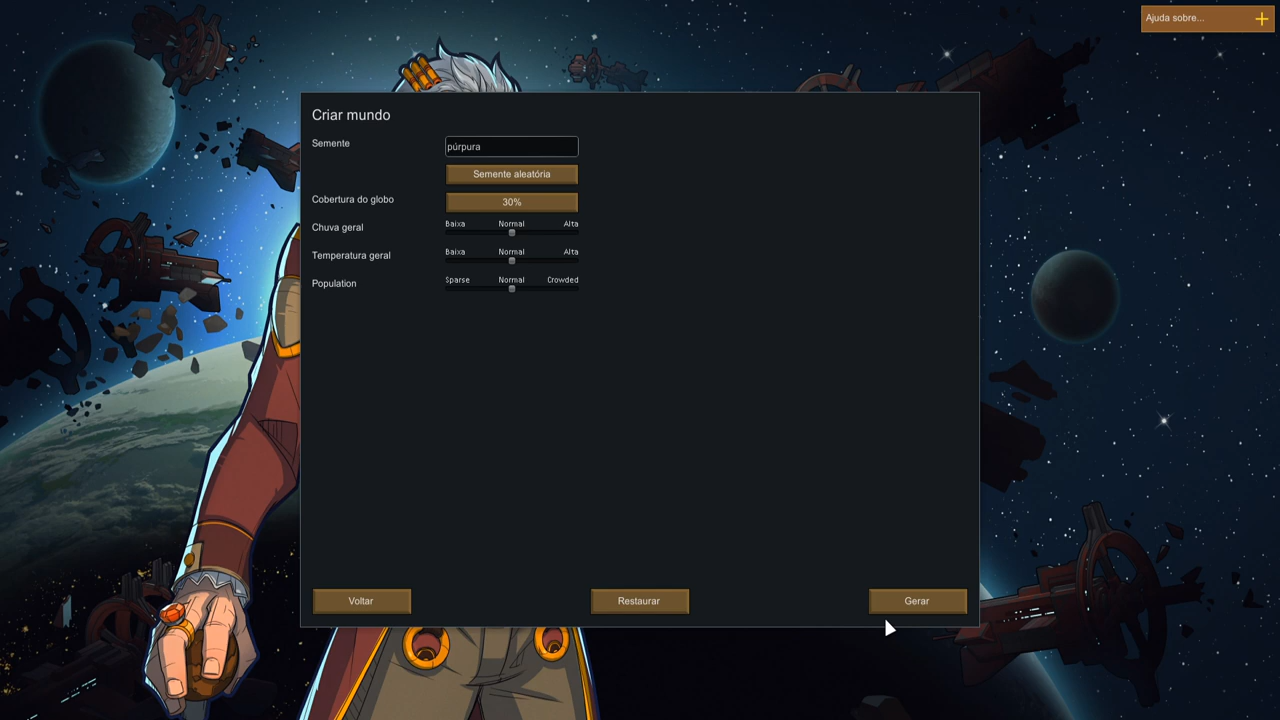 Ajuda sobre...
Criar mundo
Semente
púrpura
Semente aleatória
Cobertura do globo
30%
Chuva geral
Baixa Normal Alta
Temperatura geral
Baixa Normal Alta
Population
Sparse Normal Crowded
Voltar
Restaurar
Gerar